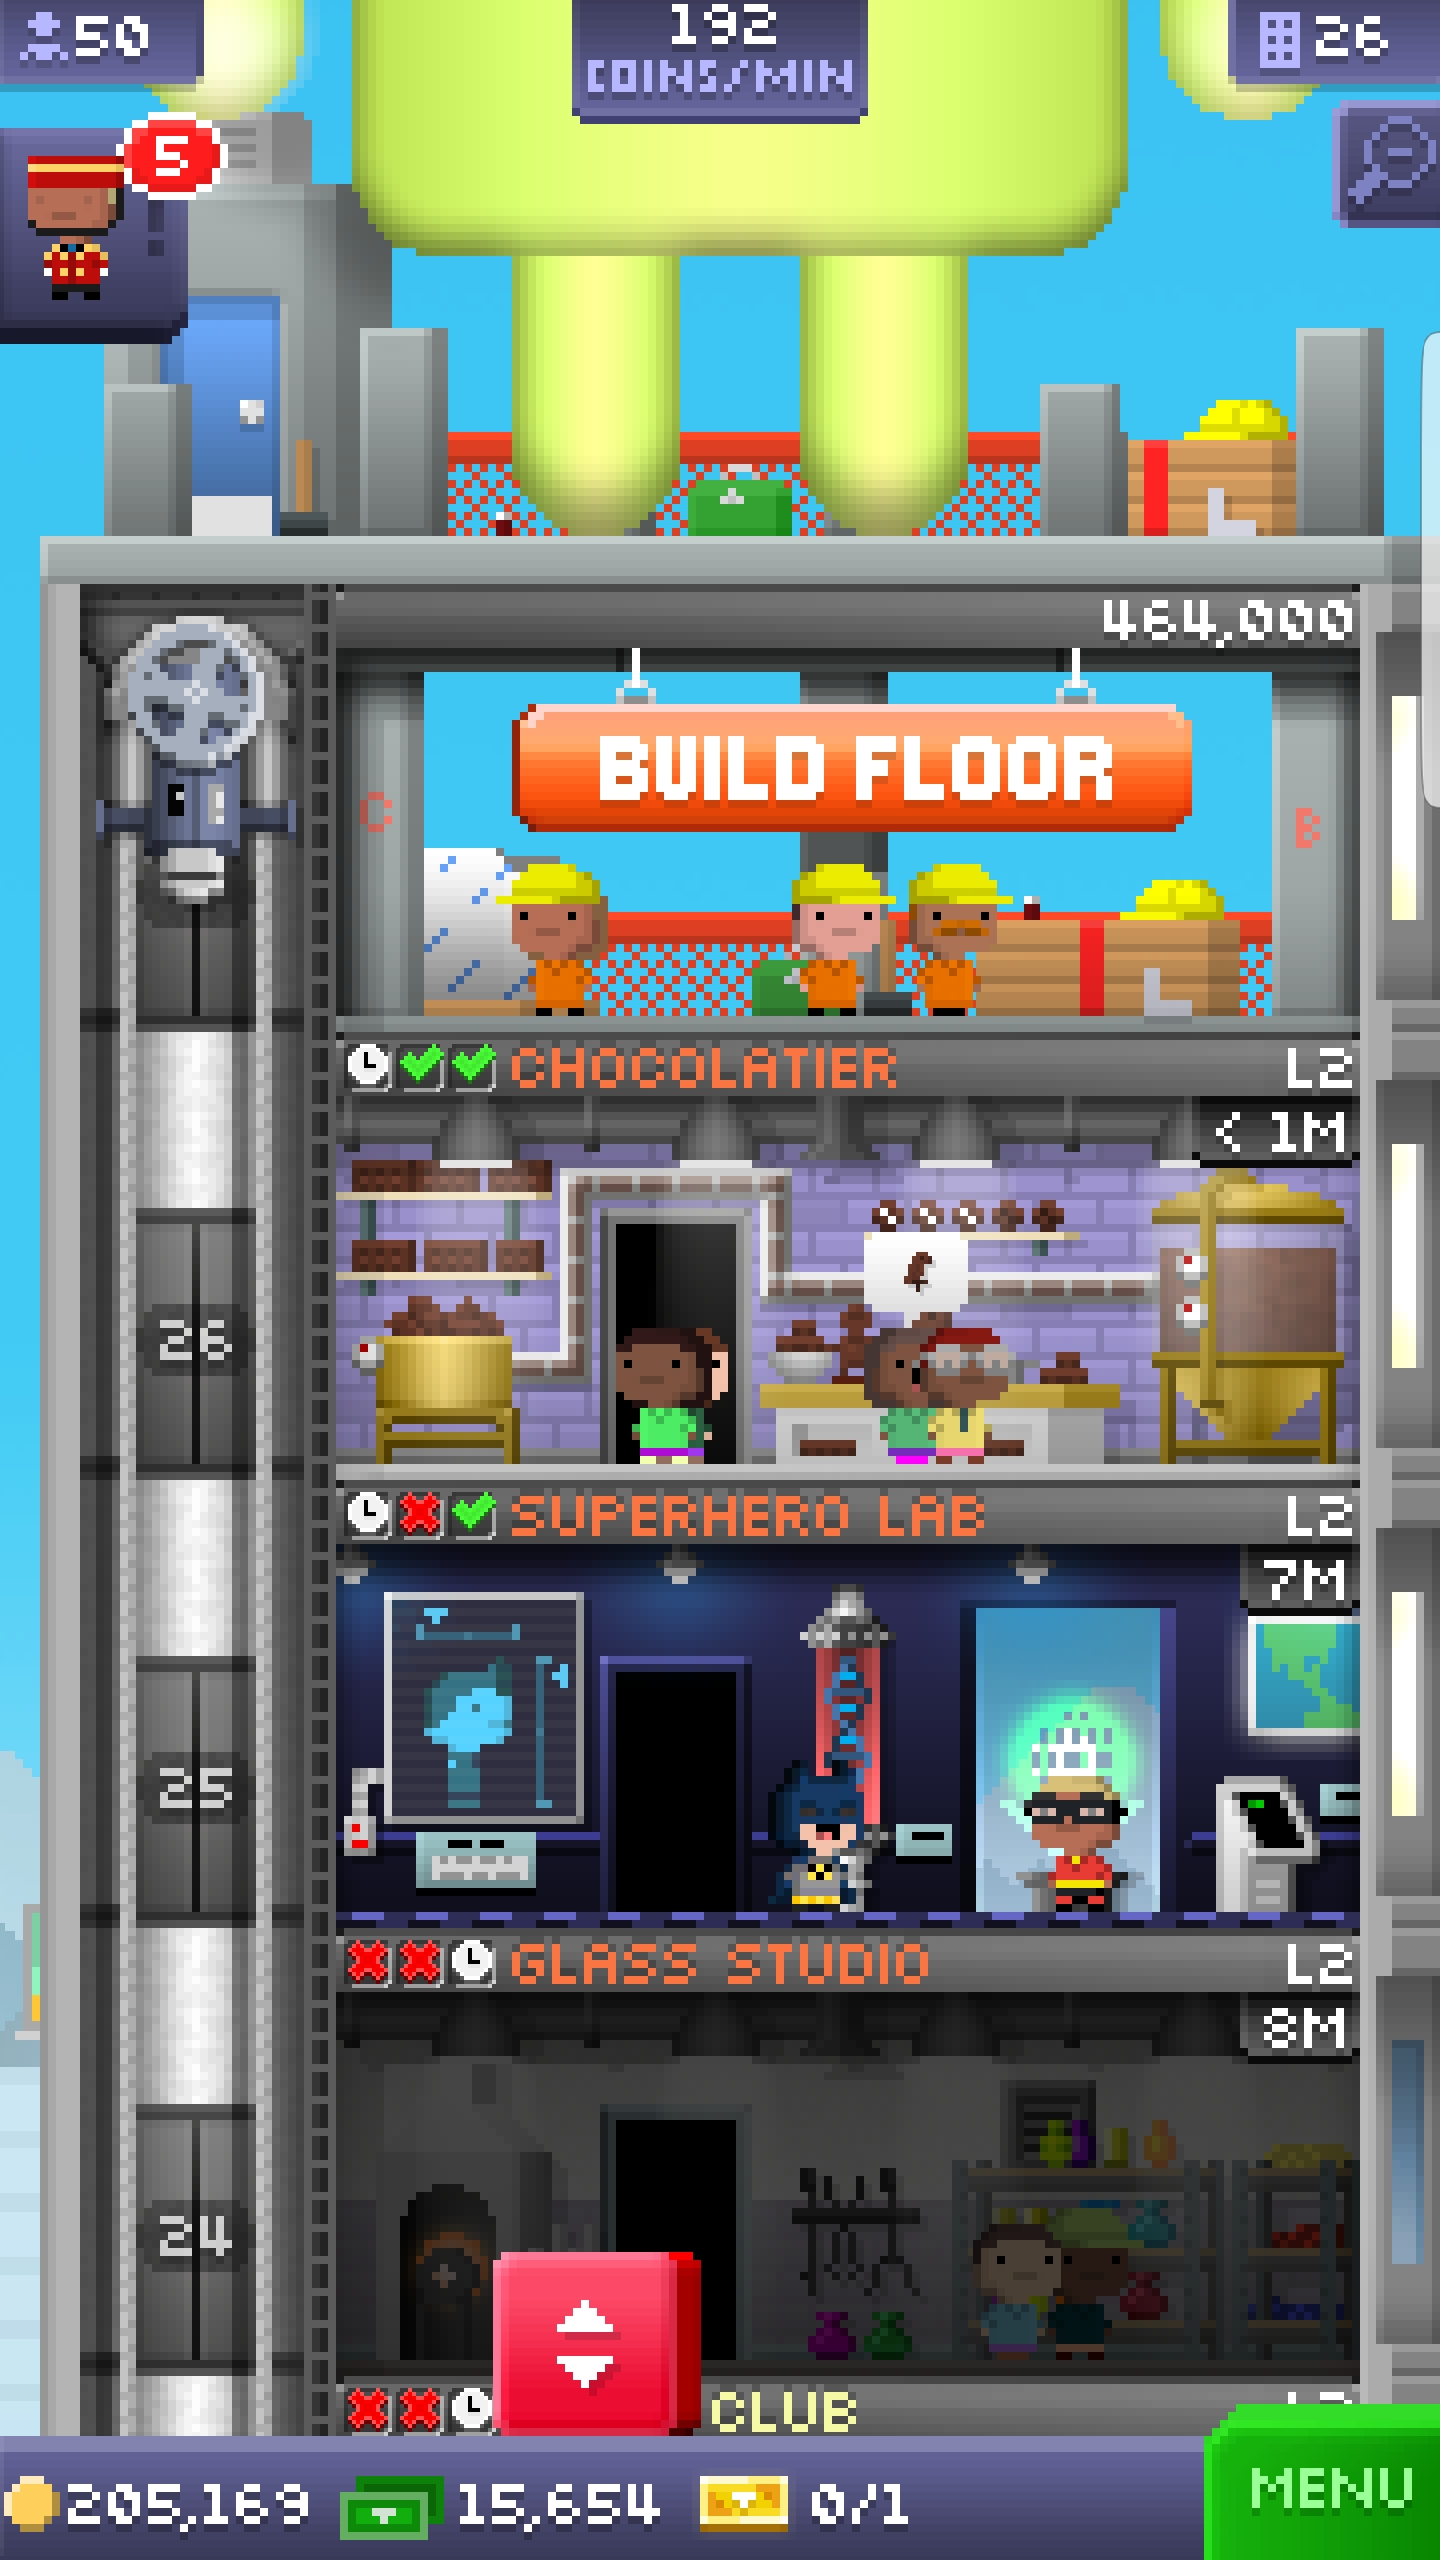 50
192
COINS/MIN
26
5
464,000
BUILD FLOOR
C
B
CHOCOLATIER L2
< 1M
26
SUPERHERO LAB L2
7M
25
GLASS STUDIO L2
8M
24
CLUB
205,169 15,654 0/1
MENU